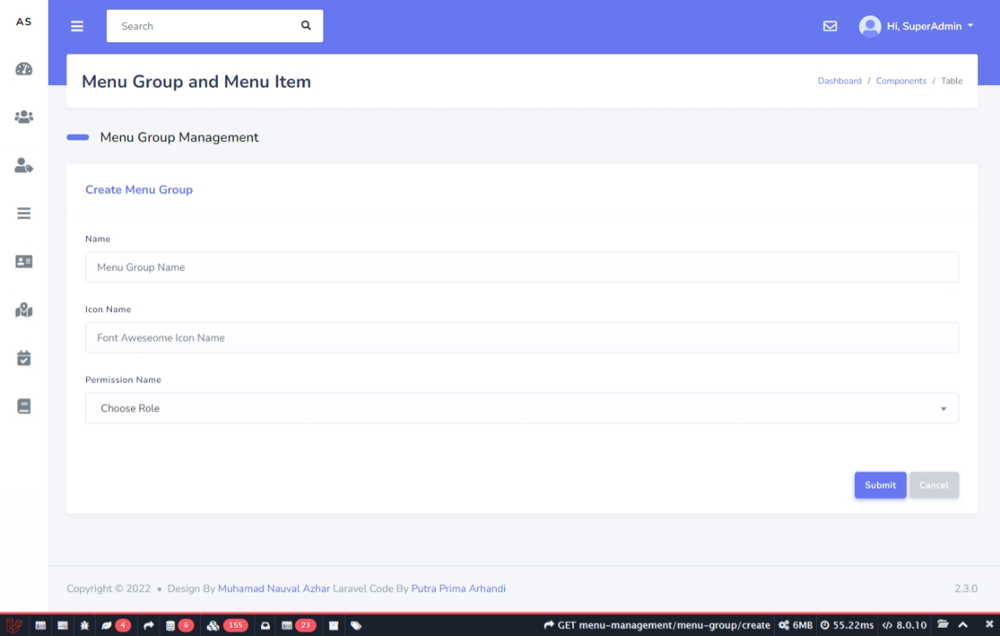 AS
Search
Hi, SuperAdmin
Menu Group and Menu Item
Dashboard / Components / Table
Menu Group Management
Create Menu Group
Name
Menu Group Name
Icon Name
Font Aweseome Icon Name
Permission Name
Choose Role
Submit Cancel
Copyright © 2022 • Design By Muhamad Nauval Azhar Laravel Code By Putra Prima Arhandi
2.3.0
4 6 155 23 GET menu-management/menu-group/create 6MB 55.22ms </> 8.0.10